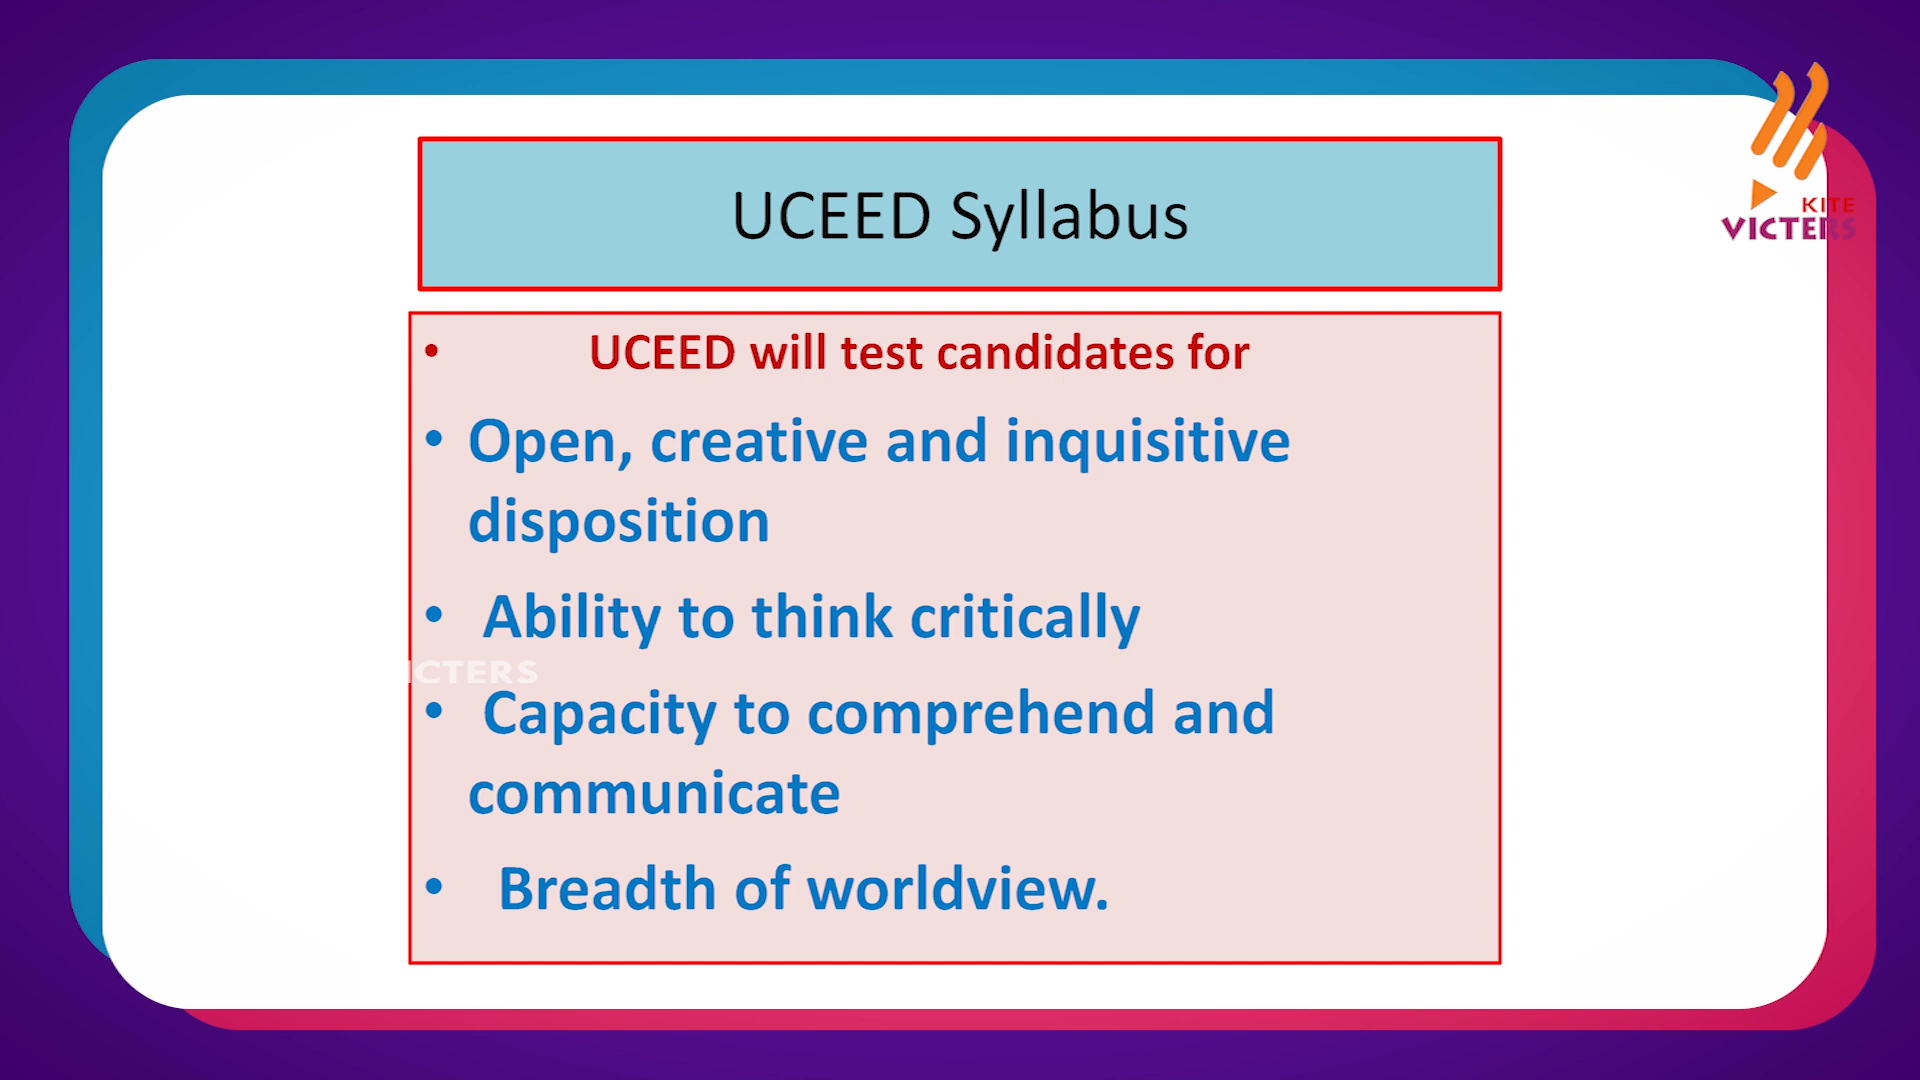 UCEED Syllabus
KITE
VICTERS
• UCEED will test candidates for
• Open, creative and inquisitive
disposition
• Ability to think critically
ICTERS
• Capacity to comprehend and
communicate
• Breadth of worldview.